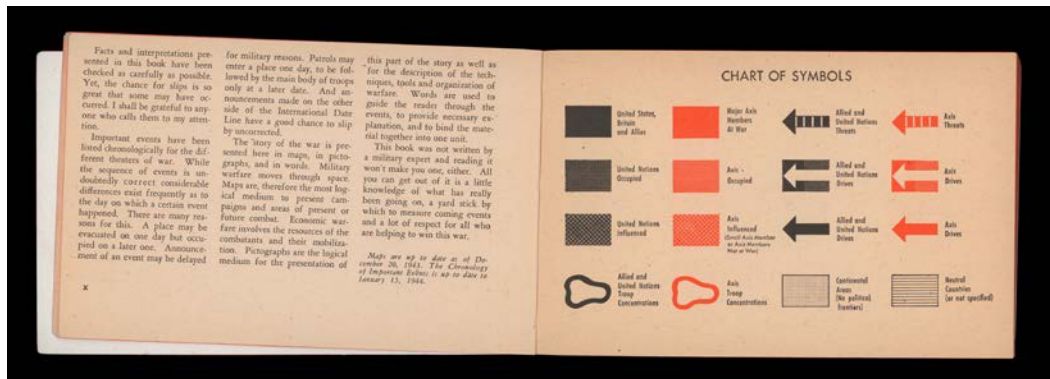 Facts and interpretations pre-
sented in this book have been
checked as carefully as possible.
Yet, the chance for slips is so
great that some may have oc-
curred. I shall be grateful to any-
one who calls them to my atten-
tion.
Important events have been
listed chronologically for the dif-
ferent theaters of war. While
the sequence of events is un-
doubtedly correct considerable
differences exist frequently as to
the day on which a certain event
happened. There are many rea-
sons for this. A place may be
evacuated on one day but occu-
pied on a later one. Announce-
ment of an event may be delayed
x
for military reasons. Patrols may
enter a place one day, to be fol-
lowed by the main body of troops
only at a later date. And an-
nouncements made on the other
side of the International Date
Line have a good chance to slip
by uncorrected.
The story of the war is pre-
sented here in maps, in picto-
graphs, and in words. Military
warfare moves through space.
Maps are, therefore the most log-
ical medium to present cam-
paigns and areas of present or
future combat. Economic war-
fare involves the resources of the
combatants and their mobiliza-
tion. Pictographs are the logical
medium for the presentation of
this part of the story as well as
for the description of the tech-
niques, tools and organization of
warfare. Words are used to
guide the reader through the
events, to provide necessary ex-
planation, and to bind the mate-
rial together into one unit.
This book was not written by
a military expert and reading it
won't make you one, either. All
you can get out of it is a little
knowledge of what has really
been going on, a yard stick by
which to measure coming events
and a lot of respect for all who
are helping to win this war.
Maps are up to date as of De-
cember 20, 1943. The Chronology
of Important Events is up to date to
January 15, 1944.
CHART OF SYMBOLS
United States,
Britain
and Allies
Major Axis
Members
At War
Allied and
United Nations
Threats
Axis
Threats
United Nations
Occupied
Axis -
Occupied
Allied and
United Nations
Drives
Axis
Drives
United Nations
Influenced
Axis
Influenced
(Small Axis Member
or Axis Members
Not at War)
Allied and
United Nations
Drives
Axis
Drives
Allied and
United Nations
Troop
Concentrations
Axis
Troop
Concentrations
Continental
Areas
(No political
frontiers)
Neutral
Countries
(or not specified)